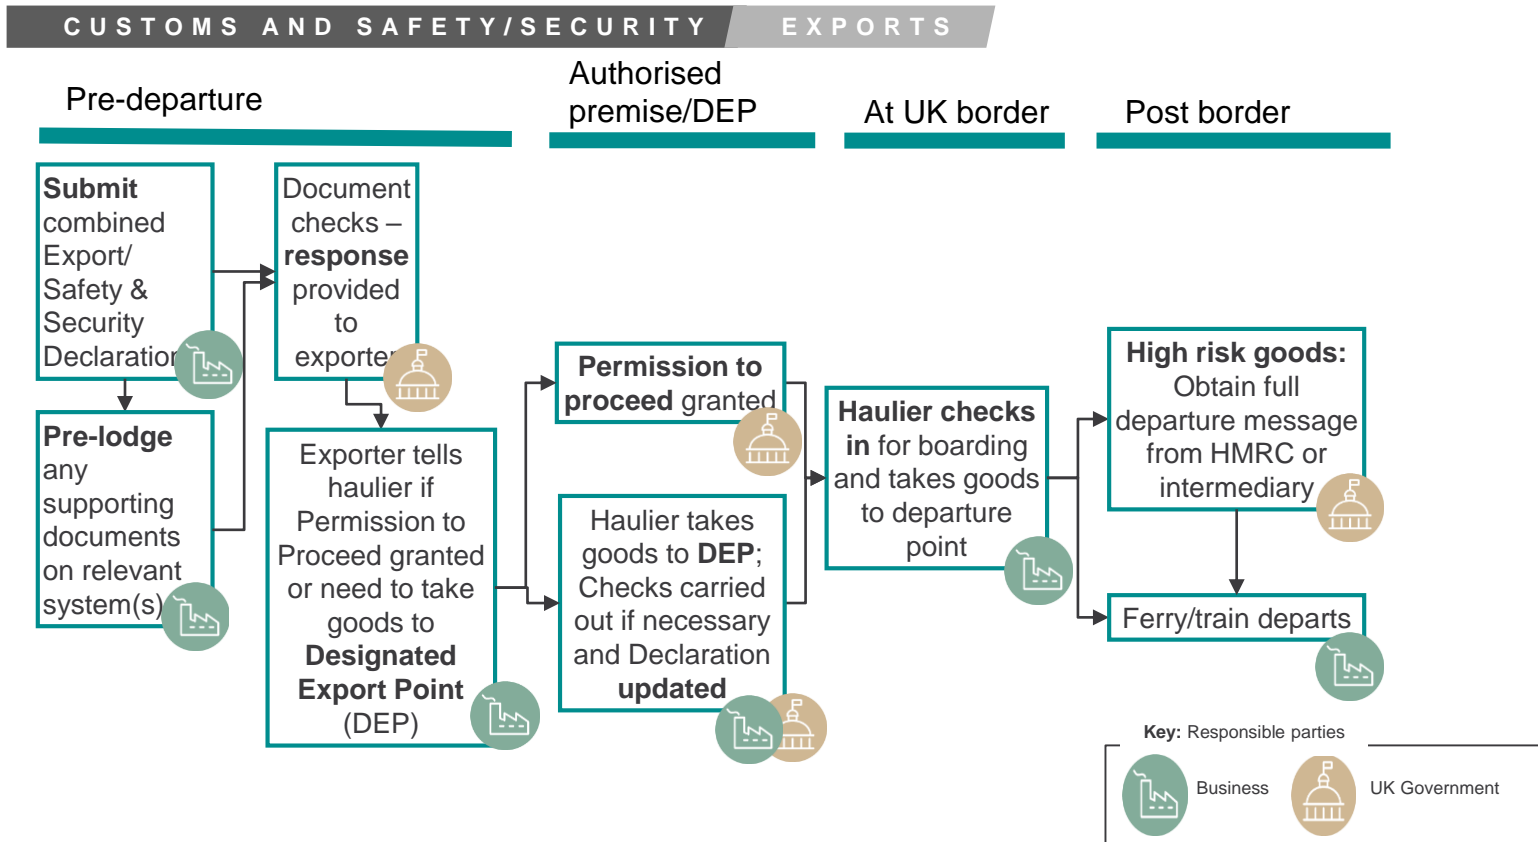 CUSTOMS AND SAFETY/SECURITY
EXPORTS
Pre-departure
Authorised
premise/DEP
At UK border
Post border
Submit
combined
Export/
Safety &
Security
Declaration
Pre-lodge
any
supporting
documents
on relevant
system(s)
Document
checks –
response
provided
to
exporter
Exporter tells
haulier if
Permission to
Proceed granted
or need to take
goods to
Designated
Export Point
(DEP)
Permission to
proceed granted
Haulier takes
goods to DEP;
Checks carried
out if necessary
and Declaration
updated
Haulier checks
in for boarding
and takes goods
to departure
point
High risk goods:
Obtain full
departure message
from HMRC or
intermediary
Ferry/train departs
Key: Responsible parties
Business
UK Government